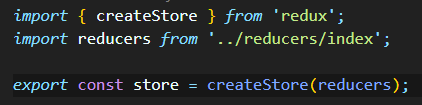 import { createStore } from 'redux';
import reducers from '../reducers/index';
export const store = createStore(reducers);